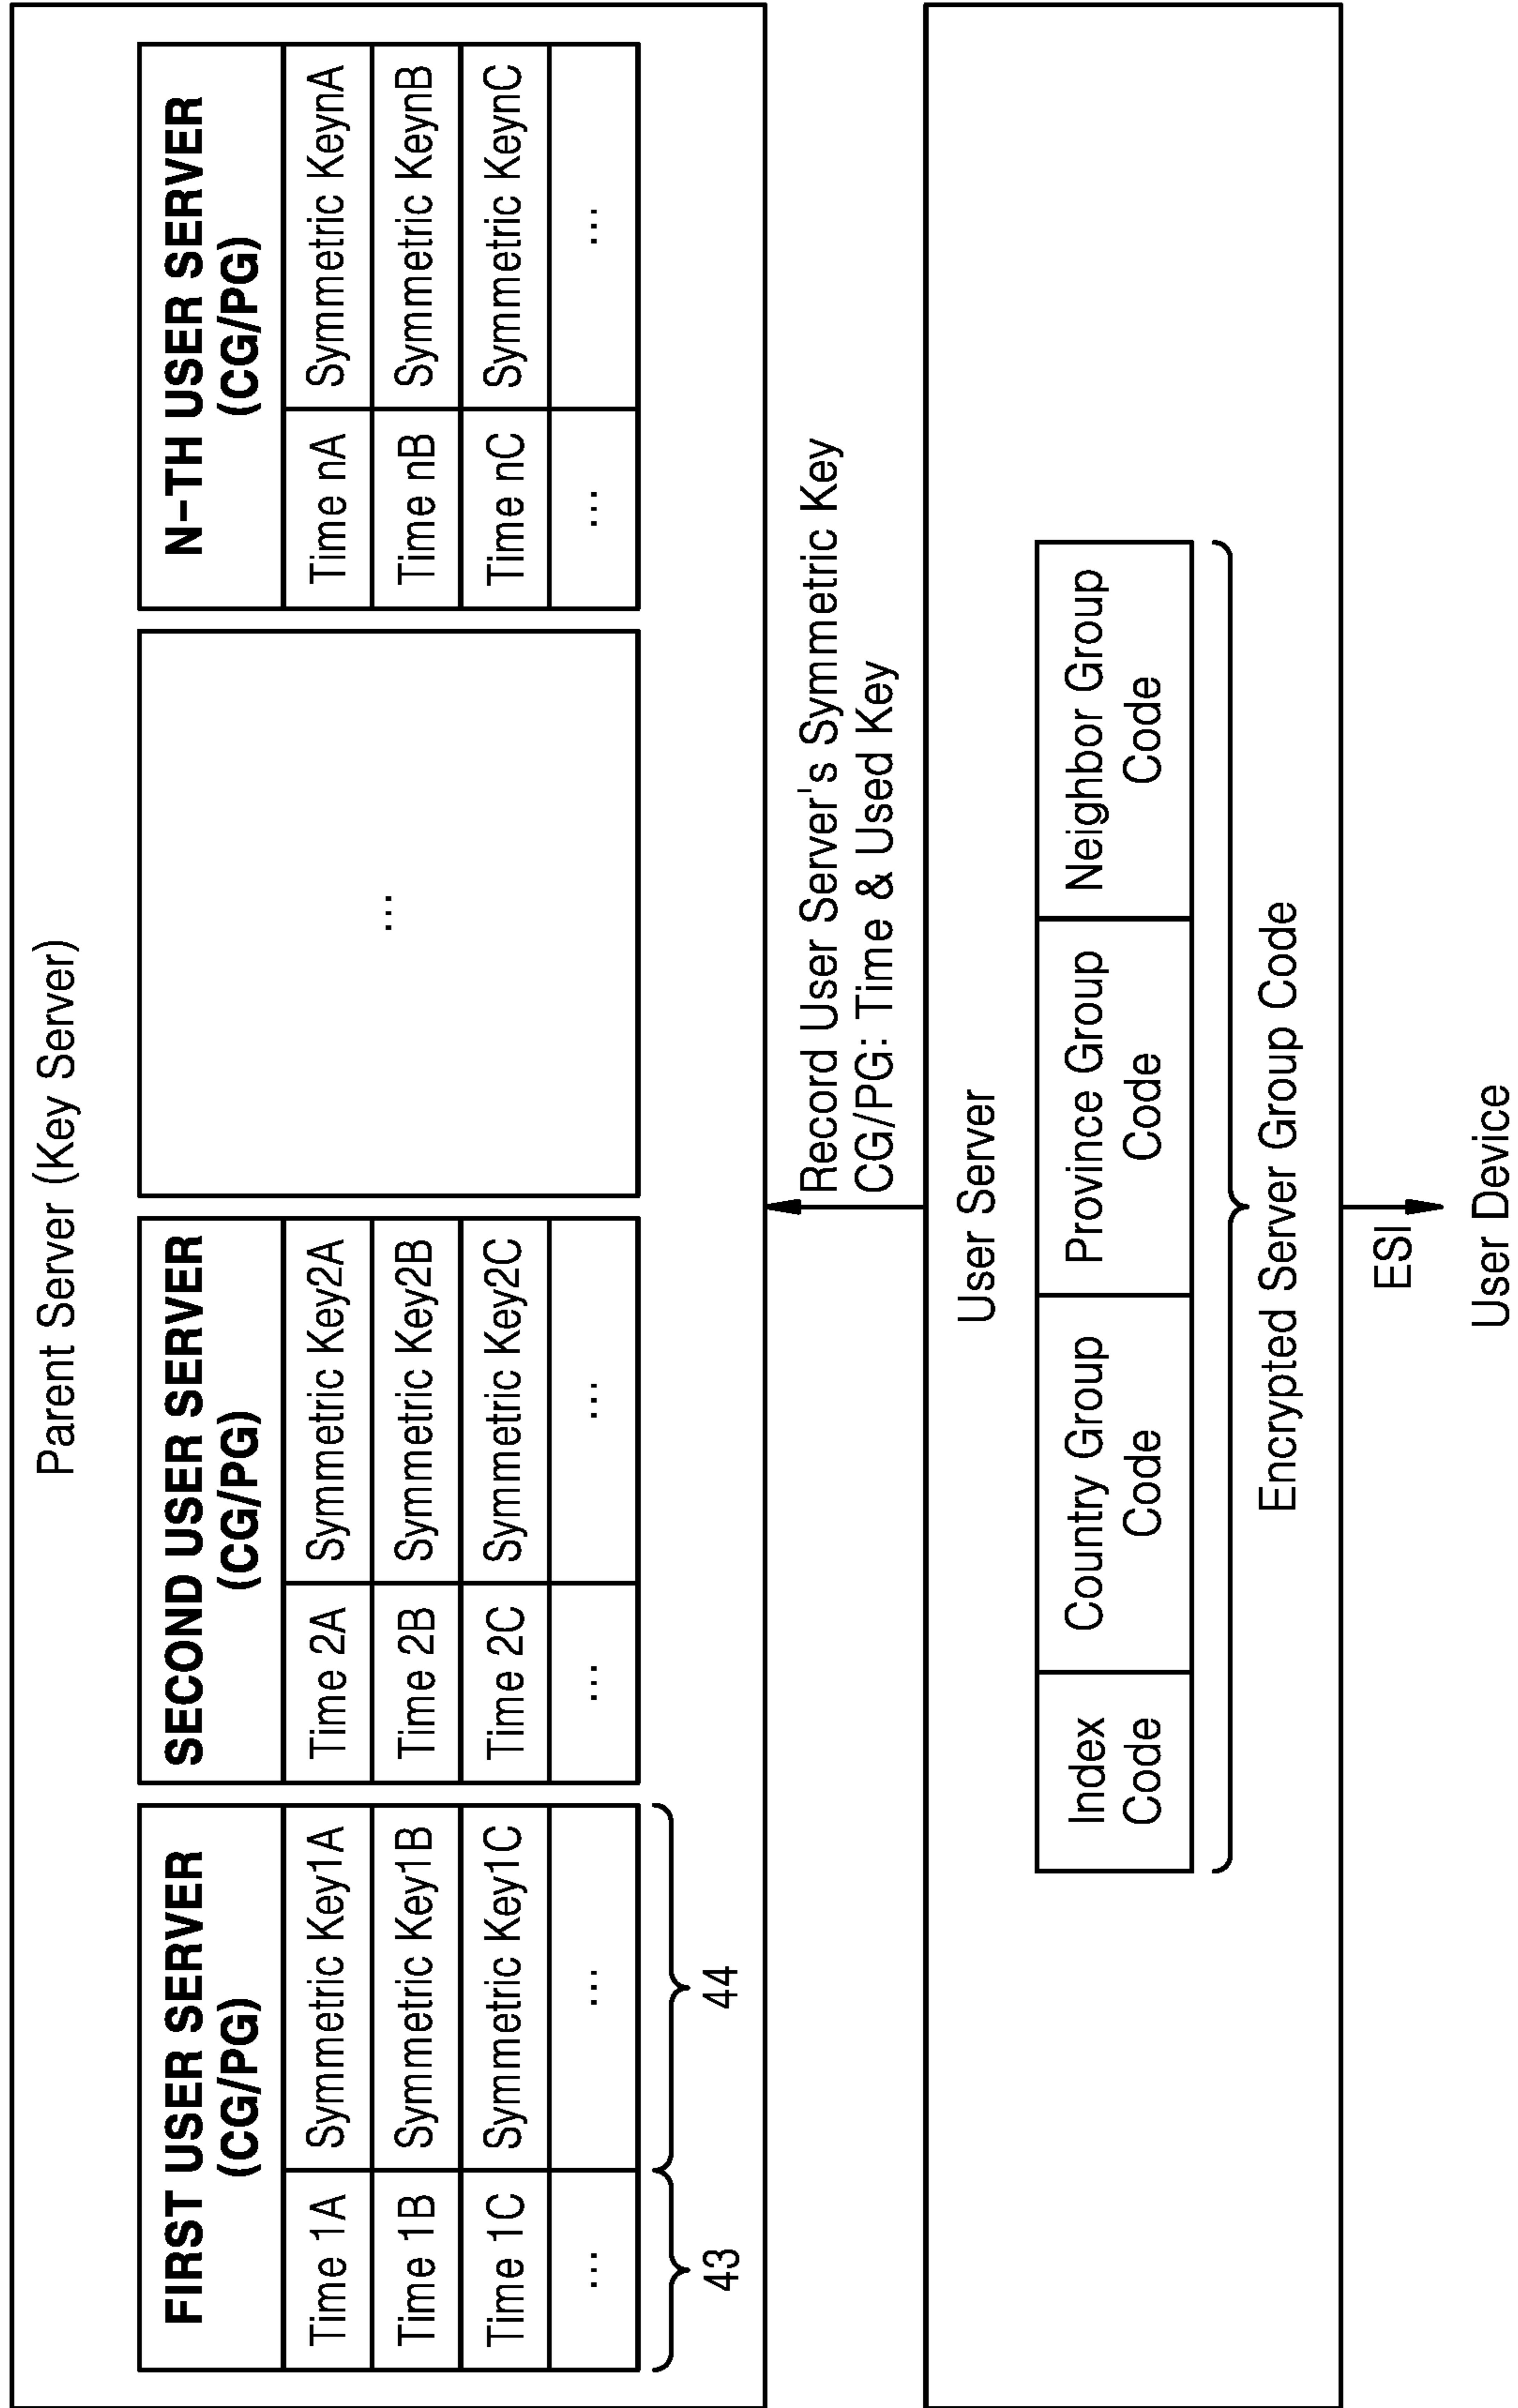 Parent Server (Key Server)
FIRST USER SERVER
(CG/PG)
Time 1A
Symmetric Key1A
Time 1B
Symmetric Key1B
Time 1C
Symmetric Key1C
...
...
43
44
SECOND USER SERVER
(CG/PG)
Time 2A
Symmetric Key2A
Time 2B
Symmetric Key2B
Time 2C
Symmetric Key2C
...
...
...
N-TH USER SERVER
(CG/PG)
Time nA
Symmetric KeynA
Time nB
Symmetric KeynB
Time nC
Symmetric KeynC
...
...
Record User Server's Symmetric Key
CG/PG: Time & Used Key
User Server
Index
Code
Country Group
Code
Province Group
Code
Neighbor Group
Code
Encrypted Server Group Code
ESI
User Device